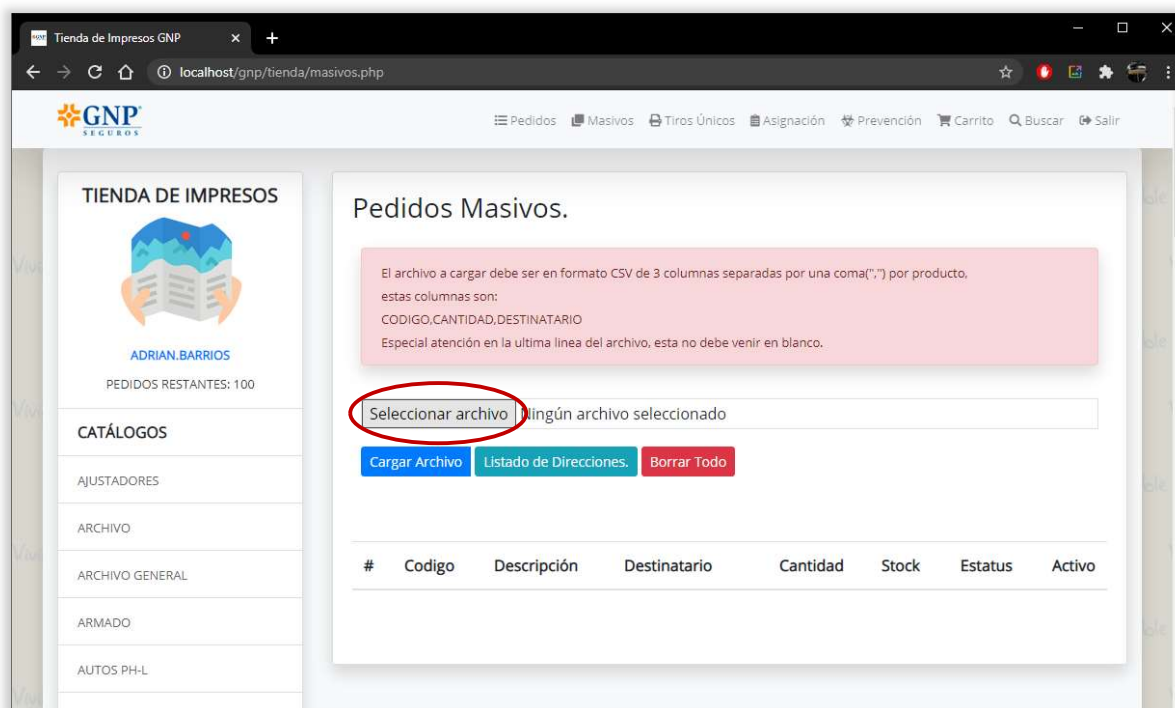 Tienda de Impresos GNP
localhost/gnp/tienda/masivos.php
GNP
SEGUROS
Pedidos Masivos Tiros Únicos Asignación Prevención Carrito Buscar Salir
TIENDA DE IMPRESOS
ADRIAN.BARRIOS
PEDIDOS RESTANTES: 100
CATÁLOGOS
AJUSTADORES
ARCHIVO
ARCHIVO GENERAL
ARMADO
AUTOS PH-L
Pedidos Masivos.
El archivo a cargar debe ser en formato CSV de 3 columnas separadas por una coma(",") por producto,
estas columnas son:
CODIGO,CANTIDAD,DESTINATARIO
Especial atención en la ultima linea del archivo, esta no debe venir en blanco.
Seleccionar archivo Ningún archivo seleccionado
Cargar Archivo Listado de Direcciones. Borrar Todo
# Codigo Descripción Destinatario Cantidad Stock Estatus Activo